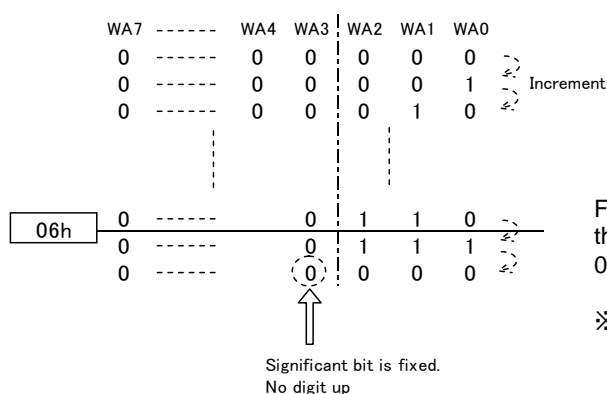 WA7 ------ WA4 WA3 WA2 WA1 WA0
0 ------ 0 0 0 0 0
0 ------ 0 0 0 0 1
0 ------ 0 0 0 1 0
Increment
06h
0 ------ 0 1 1 0
0 ------ 0 1 1 1
0 ------ 0 0 0 0
Significant bit is fixed.
No digit up
F
th
0
※